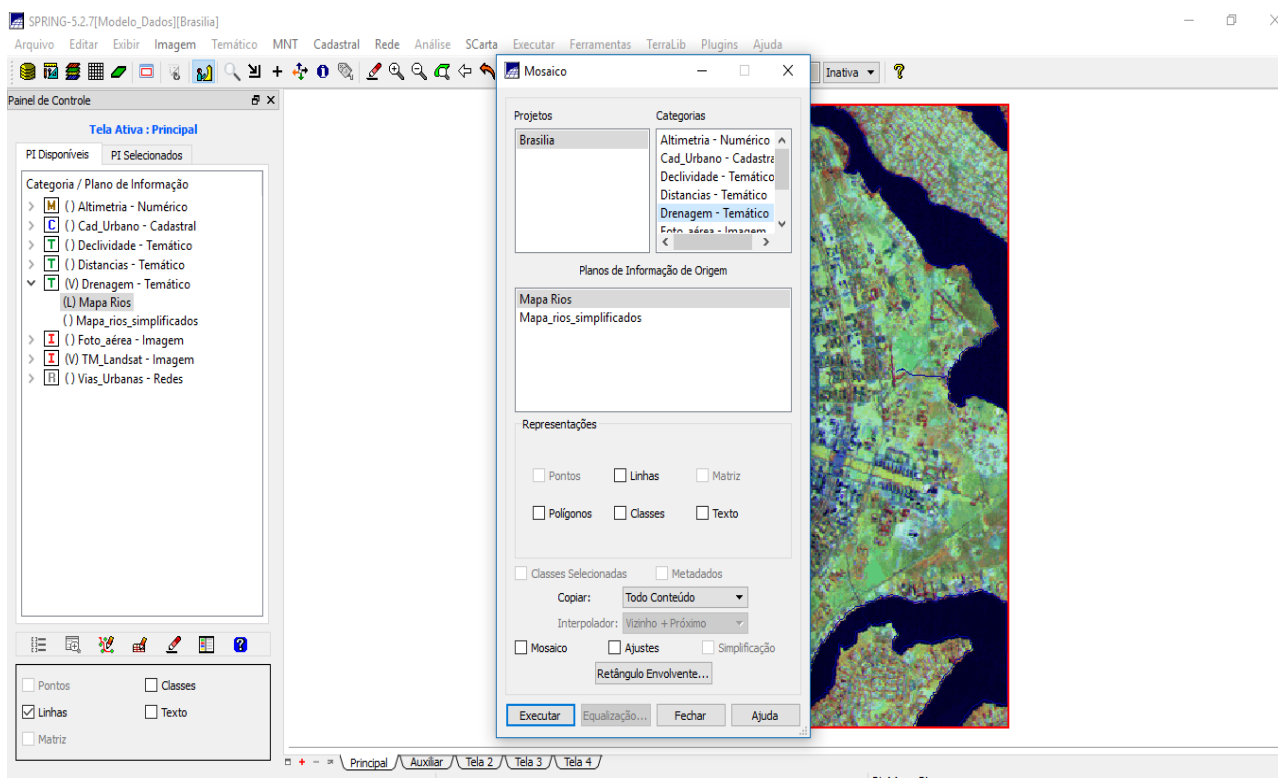 SPRING-5.2.7[Modelo_Dados][Brasilia]
Arquivo Editar Exibir Imagem Temático MNT Cadastral Rede Análise SCarta Executar Ferramentas TerraLib Plugins Ajuda
Inativa
Painel de Controle
Tela Ativa : Principal
PI Disponíveis PI Selecionados
Categoria / Plano de Informação
M () Altimetria - Numérico
C () Cad_Urbano - Cadastral
T () Declividade - Temático
T () Distancias - Temático
T (V) Drenagem - Temático
(L) Mapa Rios
() Mapa_rios_simplificados
I () Foto_aérea - Imagem
I (V) TM_Landsat - Imagem
R () Vias_Urbanas - Redes
Pontos Classes
Linhas Texto
Matriz
Mosaico
Projetos Categorias
Brasilia
Altimetria - Numérico
Cad_Urbano - Cadastra
Declividade - Temático
Distancias - Temático
Drenagem - Temático
Foto_aérea - Imagem
Planos de Informação de Origem
Mapa Rios
Mapa_rios_simplificados
Representações
Pontos Linhas Matriz
Polígonos Classes Texto
Classes Selecionadas Metadados
Copiar: Todo Conteúdo
Interpolador: Vizinho + Próximo
Mosaico Ajustes Simplificação
Retângulo Envolvente...
Executar Equalização... Fechar Ajuda
Principal Auxiliar Tela 2 Tela 3 Tela 4